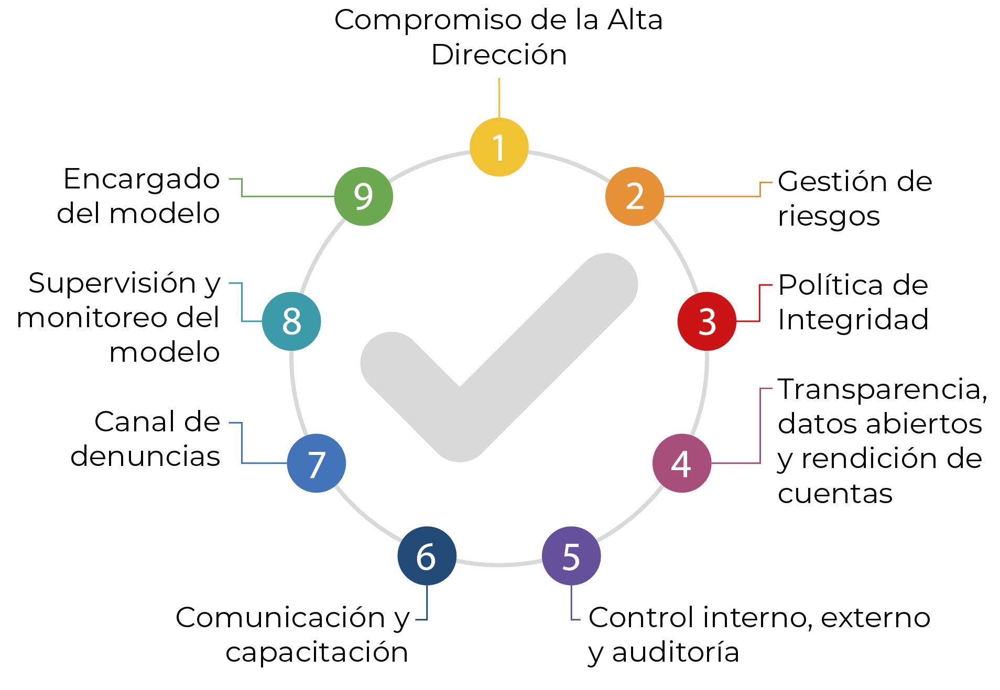 Compromiso de la Alta
Dirección
1
2
Gestión de
riesgos
3
Política de
Integridad
4
Transparencia,
datos abiertos
y rendición de
cuentas
5
Control interno, externo
y auditoría
6
Comunicación y
capacitación
7
Canal de
denuncias
8
Supervisión y
monitoreo del
modelo
9
Encargado
del modelo